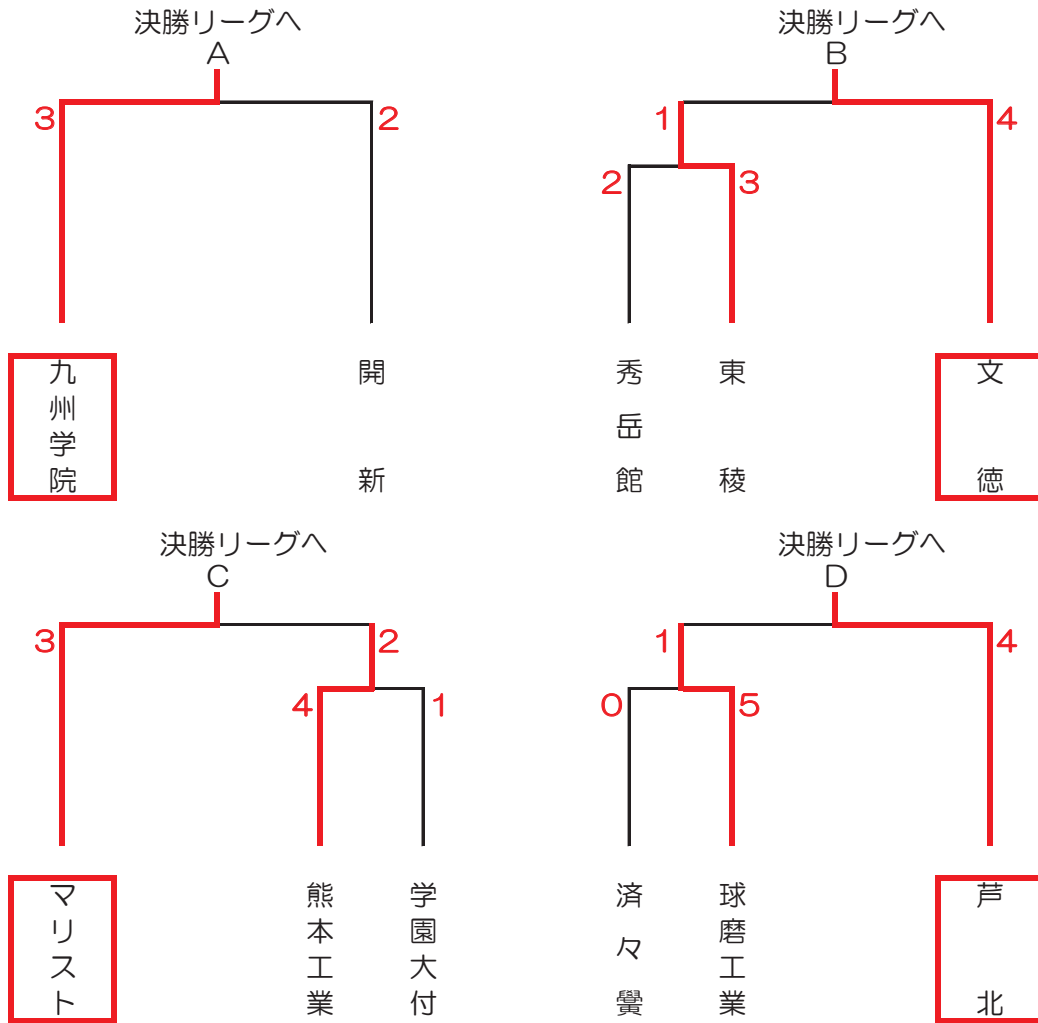 決勝リーグへ
A
3
2
九州学院
開新
決勝リーグへ
B
1
4
2
3
秀岳館
東稜
文徳
決勝リーグへ
C
3
2
4
1
マリスト
熊本工業
学園大付
決勝リーグへ
D
1
4
0
5
済々黌
球磨工業
芦北